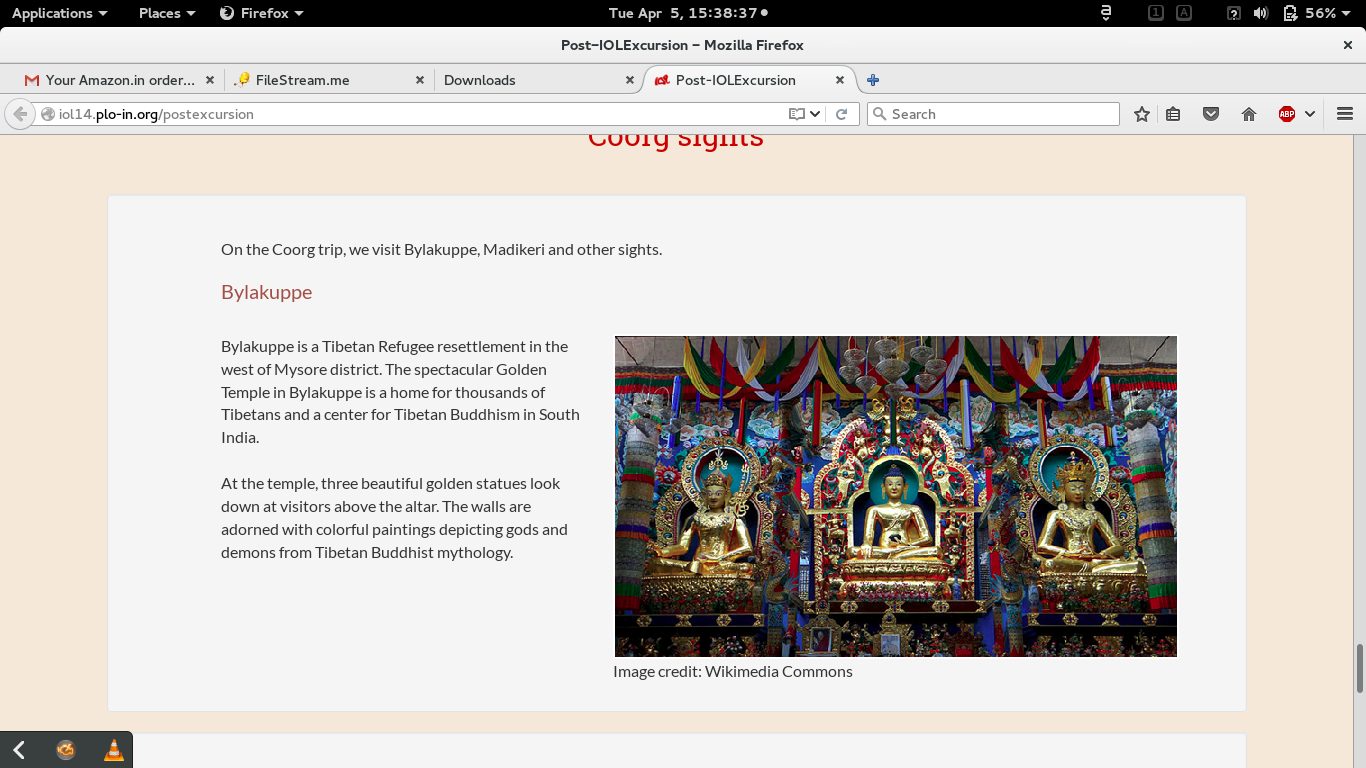 Applications Places Firefox Tue Apr 5, 15:38:37 1 A ? 56%
Post-IOLExcursion - Mozilla Firefox
Your Amazon.in order... FileStream.me Downloads Post-IOLExcursion
iol14.plo-in.org/postexcursion Search ABP
Coorg sights
On the Coorg trip, we visit Bylakuppe, Madikeri and other sights.
Bylakuppe
Bylakuppe is a Tibetan Refugee resettlement in the
west of Mysore district. The spectacular Golden
Temple in Bylakuppe is a home for thousands of
Tibetans and a center for Tibetan Buddhism in South
India.
At the temple, three beautiful golden statues look
down at visitors above the altar. The walls are
adorned with colorful paintings depicting gods and
demons from Tibetan Buddhist mythology.
Image credit: Wikimedia Commons